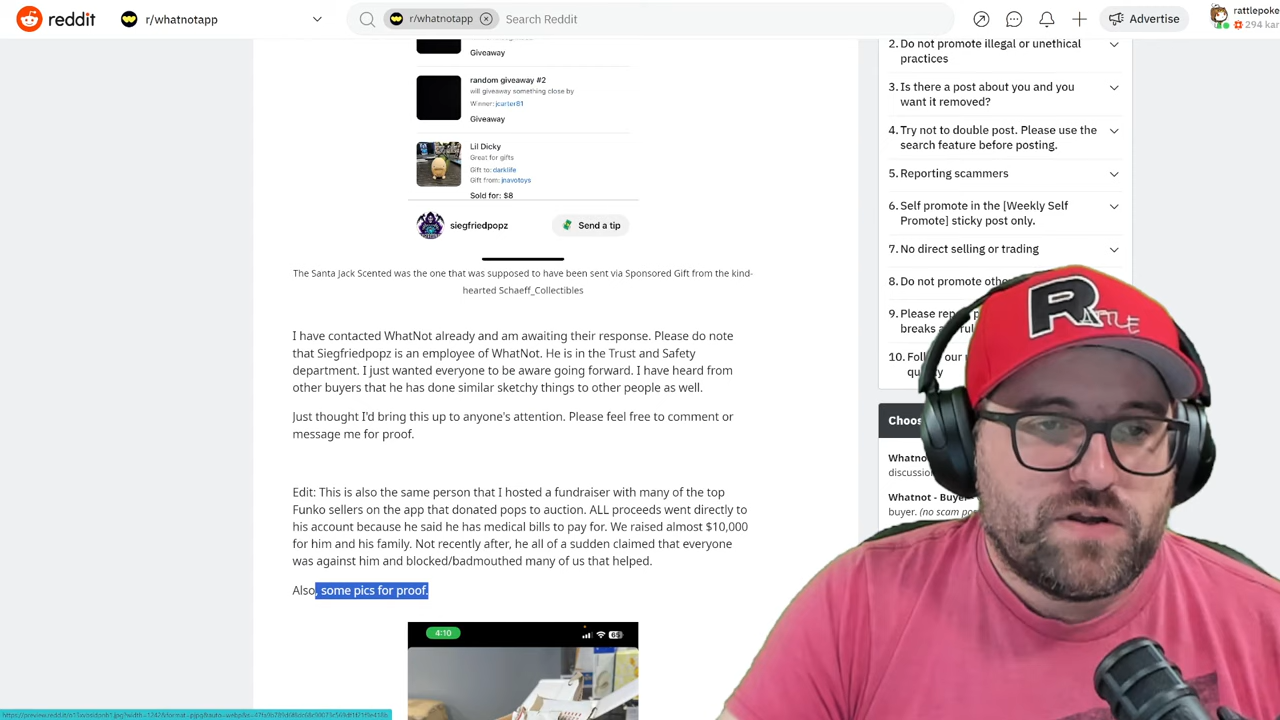 reddit
r/whatnotapp
r/whatnotapp
Search Reddit
Advertise
rattlepoke
294 kar
Giveaway
random giveaway #2
will giveaway something close by
Winner: jcarter81
Giveaway
Lil Dicky
Great for gifts
Gift to: darklife
Gift from: jnavotoys
Sold for: $8
siegfriedpopz
Send a tip
The Santa Jack Scented was the one that was supposed to have been sent via Sponsored Gift from the kind-
hearted Schaeff_Collectibles
I have contacted WhatNot already and am awaiting their response. Please do note
that Siegfriedpopz is an employee of WhatNot. He is in the Trust and Safety
department. I just wanted everyone to be aware going forward. I have heard from
other buyers that he has done similar sketchy things to other people as well.
Just thought I'd bring this up to anyone's attention. Please feel free to comment or
message me for proof.
Edit: This is also the same person that I hosted a fundraiser with many of the top
Funko sellers on the app that donated pops to auction. ALL proceeds went directly to
his account because he said he has medical bills to pay for. We raised almost $10,000
for him and his family. Not recently after, he all of a sudden claimed that everyone
was against him and blocked/badmouthed many of us that helped.
Also, some pics for proof.
4:10
2. Do not promote illegal or unethical
practices
3. Is there a post about you and you
want it removed?
4. Try not to double post. Please use the
search feature before posting.
5. Reporting scammers
6. Self promote in the [Weekly Self
Promote] sticky post only.
7. No direct selling or trading
8. Do not promote othe
9. Please rep
breaks
10. Foll
Choos
Whatno
discussio
Whatnot - Buyer
buyer. (no scam po
RATTLE